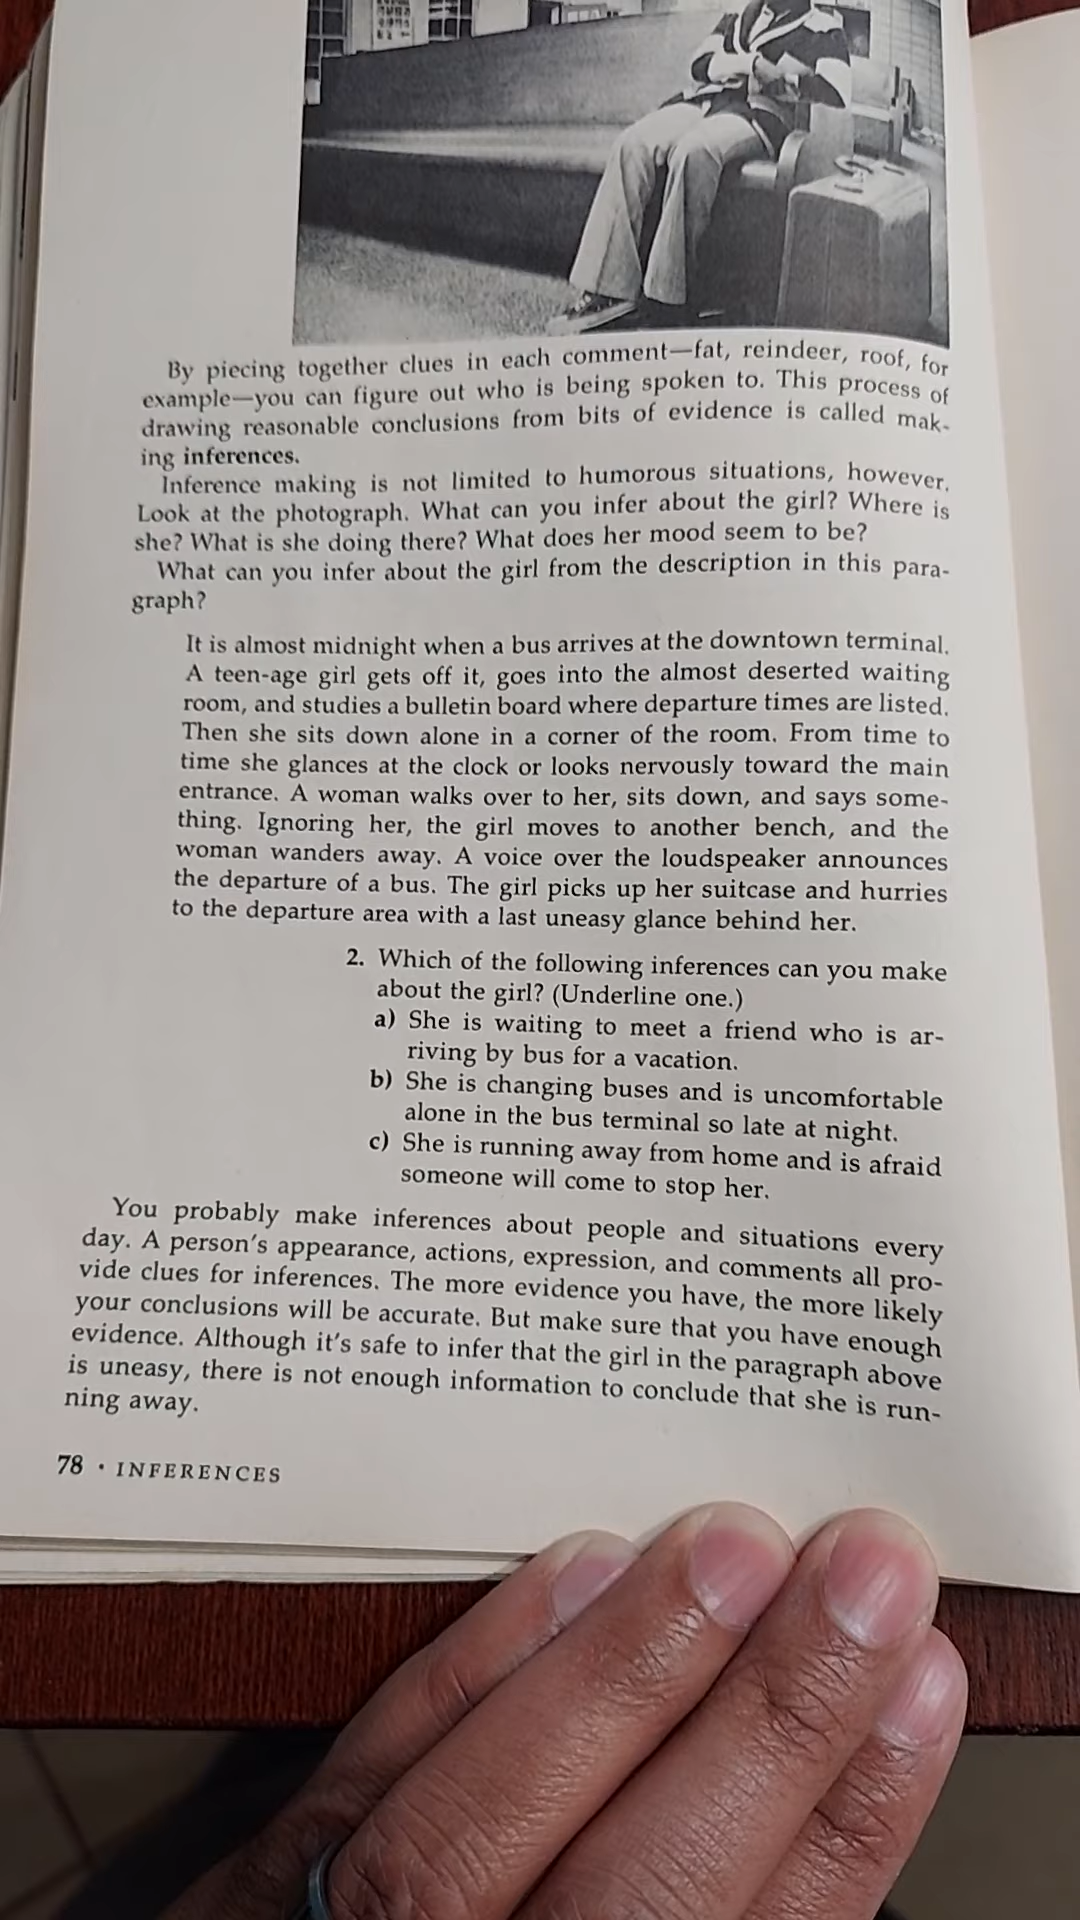 By piecing together clues in each comment—fat, reindeer, roof, for
example—you can figure out who is being spoken to. This process of
drawing reasonable conclusions from bits of evidence is called mak-
ing inferences.
Inference making is not limited to humorous situations, however.
Look at the photograph. What can you infer about the girl? Where is
she? What is she doing there? What does her mood seem to be?
What can you infer about the girl from the description in this para-
graph?
It is almost midnight when a bus arrives at the downtown terminal.
A teen-age girl gets off it, goes into the almost deserted waiting
room, and studies a bulletin board where departure times are listed.
Then she sits down alone in a corner of the room. From time to
time she glances at the clock or looks nervously toward the main
entrance. A woman walks over to her, sits down, and says some-
thing. Ignoring her, the girl moves to another bench, and the
woman wanders away. A voice over the loudspeaker announces
the departure of a bus. The girl picks up her suitcase and hurries
to the departure area with a last uneasy glance behind her.
2. Which of the following inferences can you make
about the girl? (Underline one.)
a) She is waiting to meet a friend who is ar-
riving by bus for a vacation.
b) She is changing buses and is uncomfortable
alone in the bus terminal so late at night.
c) She is running away from home and is afraid
someone will come to stop her.
You probably make inferences about people and situations every
day. A person's appearance, actions, expression, and comments all pro-
vide clues for inferences. The more evidence you have, the more likely
your conclusions will be accurate. But make sure that you have enough
evidence. Although it's safe to infer that the girl in the paragraph above
is uneasy, there is not enough information to conclude that she is run-
ning away.
78 • INFERENCES